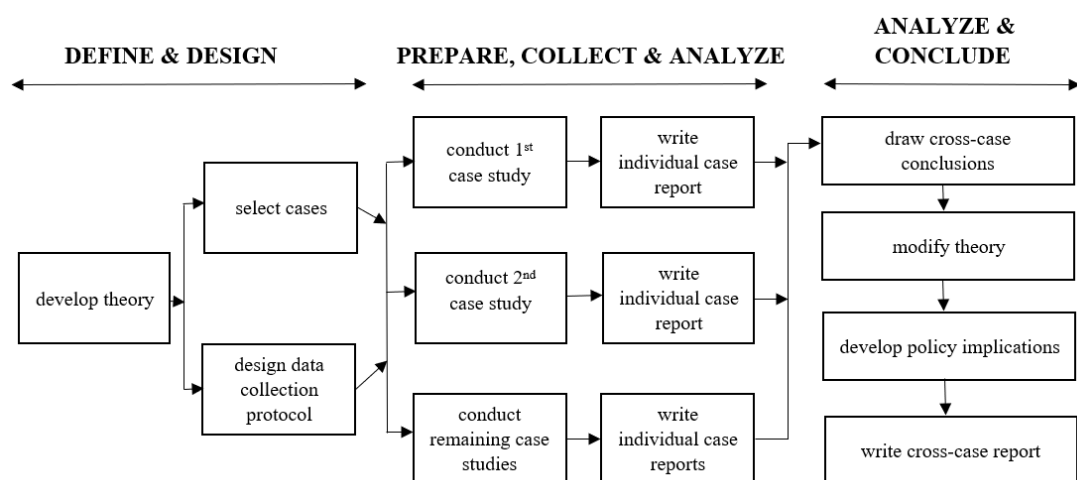 DEFINE & DESIGN
PREPARE, COLLECT & ANALYZE
ANALYZE &
CONCLUDE
develop theory
select cases
design data
collection
protocol
conduct 1st
case study
write
individual case
report
conduct 2nd
case study
write
individual case
report
conduct
remaining case
studies
write
individual case
reports
draw cross-case
conclusions
modify theory
develop policy implications
write cross-case report